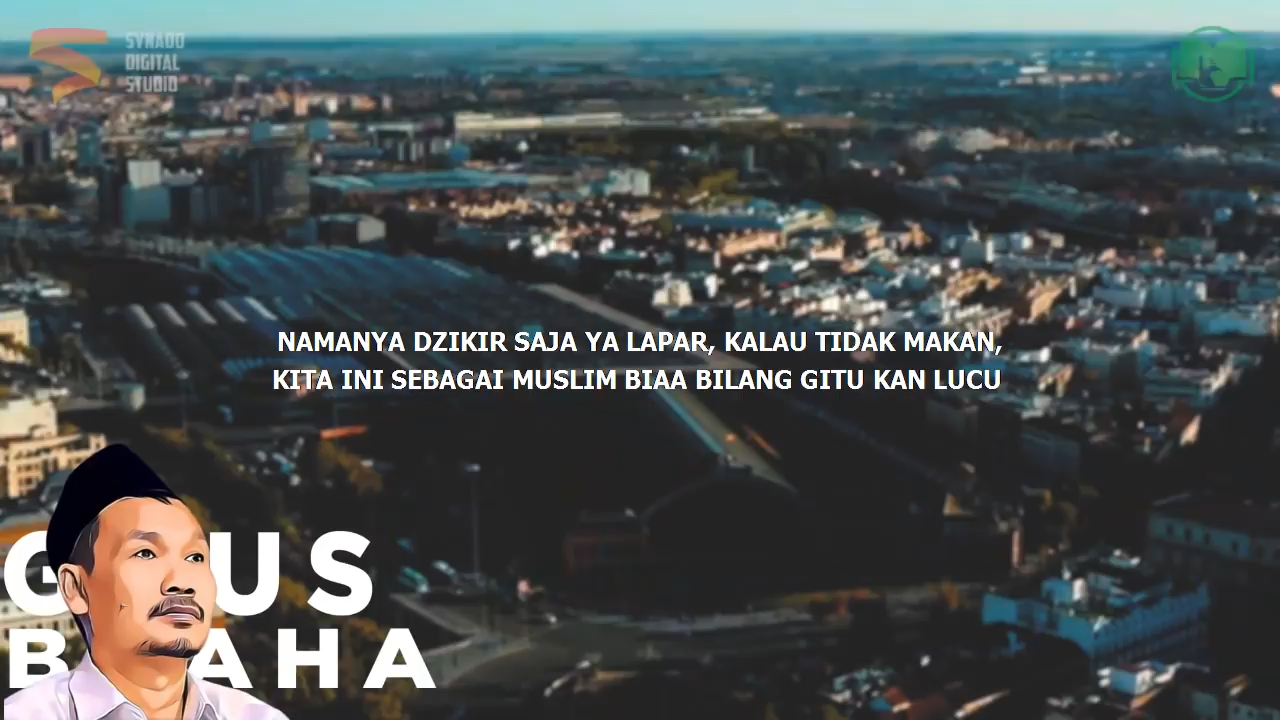 SYNADO
DIGITAL
STUDIO
NAMANYA DZIKIR SAJA YA LAPAR, KALAU TIDAK MAKAN,
KITA INI SEBAGAI MUSLIM BIAA BILANG GITU KAN LUCU
G US
B AHA